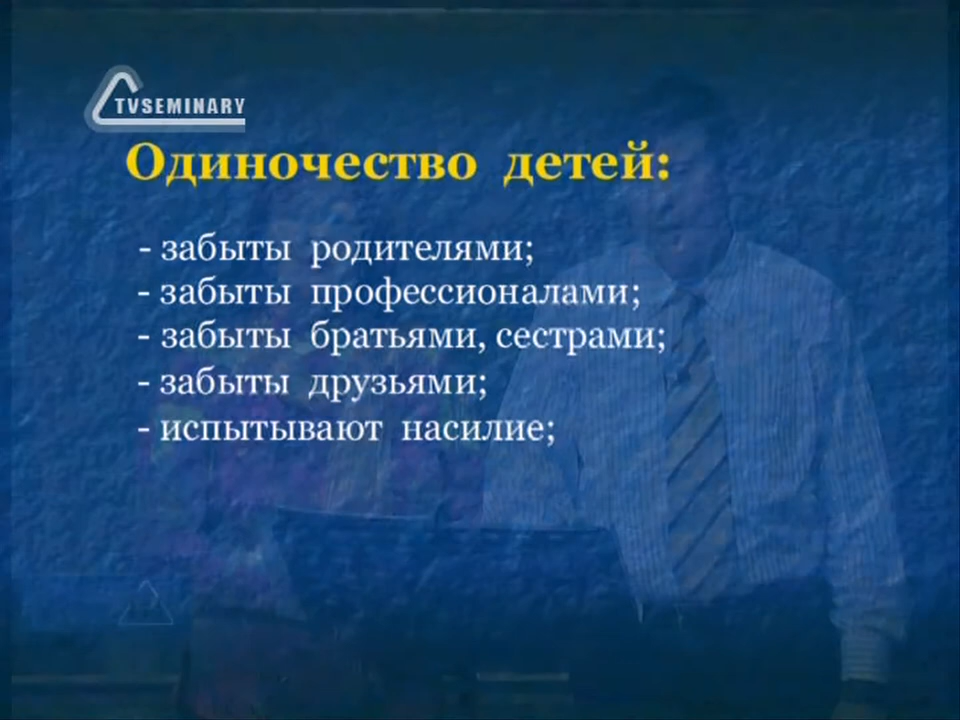 TVSEMINARY
Одиночество детей:
- забыты родителями;
- забыты профессионалами;
- забыты братьями, сестрами;
- забыты друзьями;
- испытывают насилие;